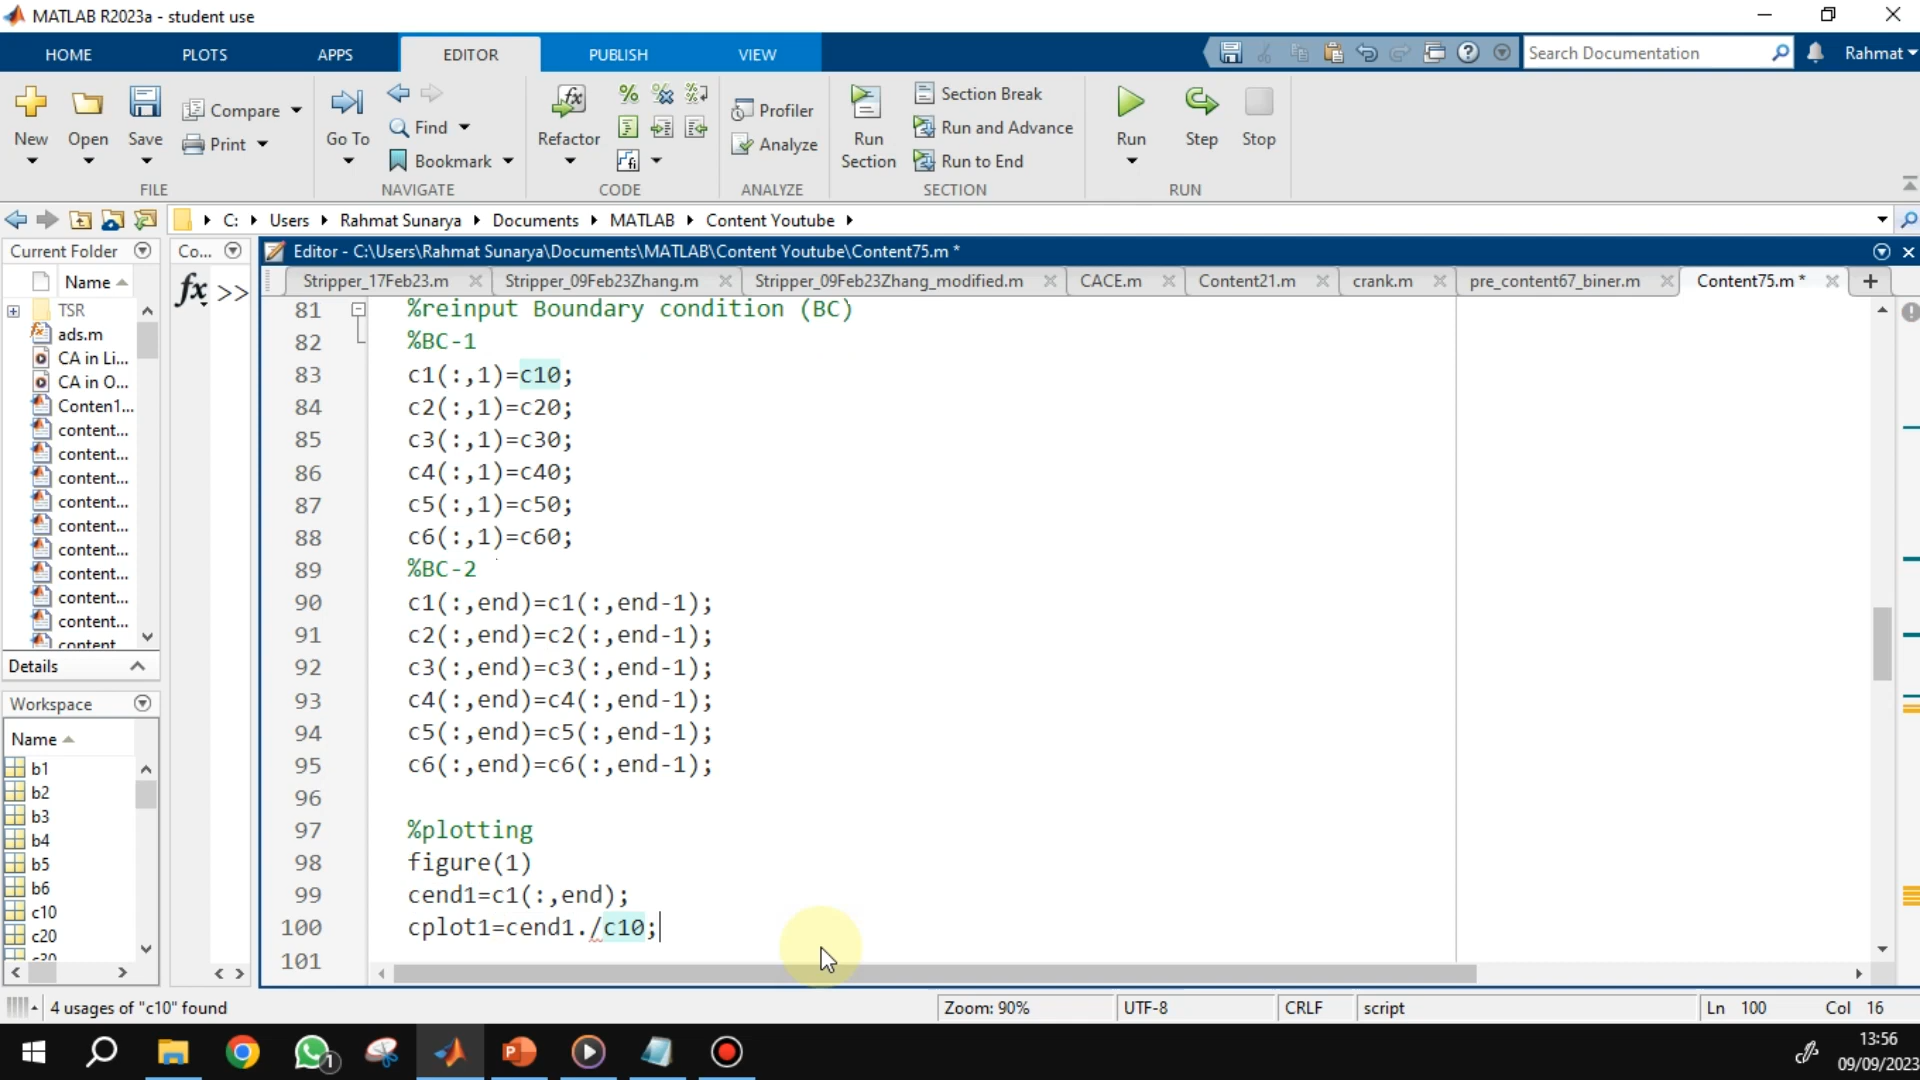 MATLAB R2023a - student use
HOME PLOTS APPS EDITOR PUBLISH VIEW Search Documentation Rahmat
New Open Save Compare Print FILE
Go To Find Bookmark NAVIGATE
Refactor CODE
Profiler Analyze ANALYZE
Run Section Section Break Run and Advance Run to End SECTION
Run Step Stop RUN
C: Users Rahmat Sunarya Documents MATLAB Content Youtube
Current Folder
Name
TSR
ads.m
CA in Li...
CA in O...
Conten1...
content...
content...
content...
content...
content...
content...
content...
content...
content...
content
Details
Workspace
Name
b1
b2
b3
b4
b5
b6
c10
c20
c30
Co...
fx >>
Editor - C:\Users\Rahmat Sunarya\Documents\MATLAB\Content Youtube\Content75.m *
Stripper_17Feb23.m Stripper_09Feb23Zhang.m Stripper_09Feb23Zhang_modified.m CACE.m Content21.m crank.m pre_content67_biner.m Content75.m *
81 %reinput Boundary condition (BC)
82 %BC-1
83 c1(:,1)=c10;
84 c2(:,1)=c20;
85 c3(:,1)=c30;
86 c4(:,1)=c40;
87 c5(:,1)=c50;
88 c6(:,1)=c60;
89 %BC-2
90 c1(:,end)=c1(:,end-1);
91 c2(:,end)=c2(:,end-1);
92 c3(:,end)=c3(:,end-1);
93 c4(:,end)=c4(:,end-1);
94 c5(:,end)=c5(:,end-1);
95 c6(:,end)=c6(:,end-1);
96
97 %plotting
98 figure(1)
99 cend1=c1(:,end);
100 cplot1=cend1./c10;
101
4 usages of "c10" found Zoom: 90% UTF-8 CRLF script Ln 100 Col 16
1
13:56
09/09/2023